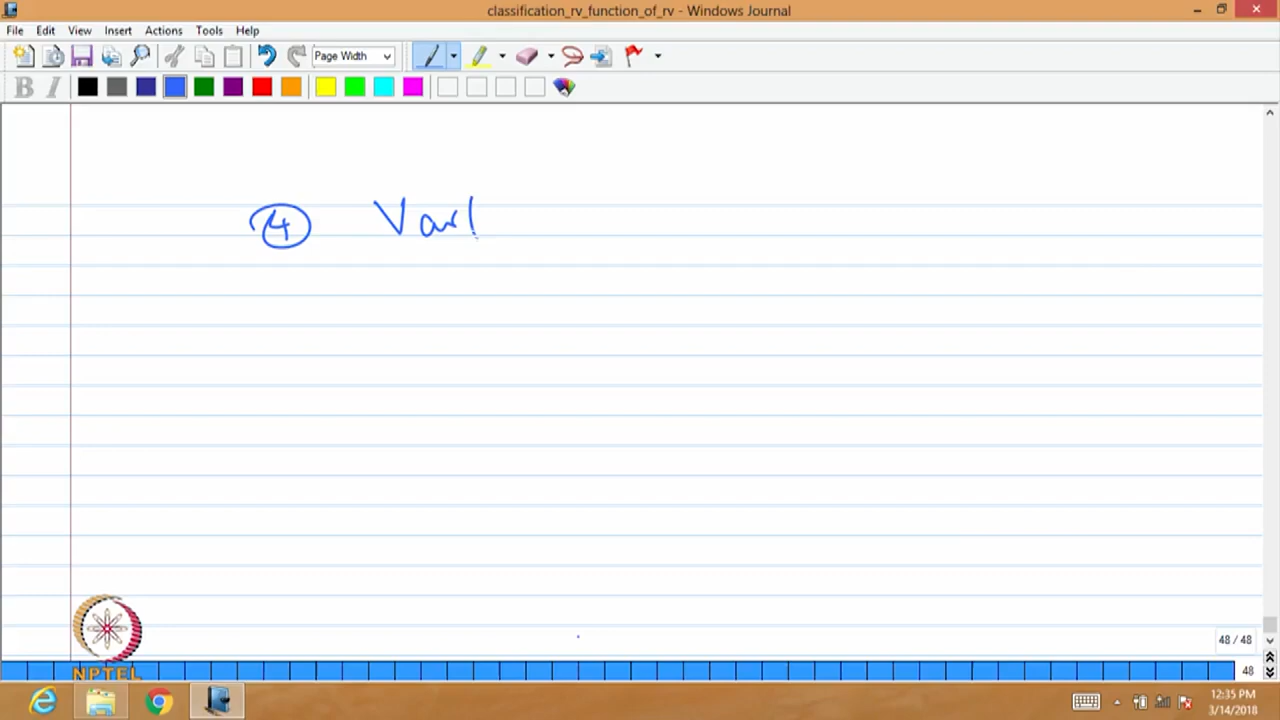 classification_rv_function_of_rv - Windows Journal
File Edit View Insert Actions Tools Help
Page Width
B I
④ Var(
48 / 48
48
NPTEL
12:35 PM
3/14/2018